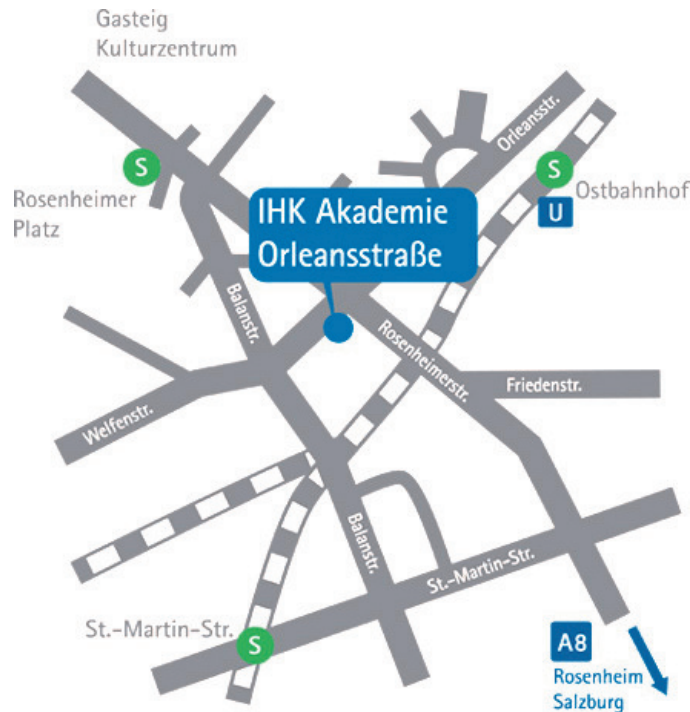 Gasteig
Kulturzentrum
Orleansstr.
S
S
Rosenheimer
Platz
IHK Akademie
Orleansstraße
Ostbahnhof
U
Balanstr.
Rosenheimerstr.
Friedenstr.
Welfenstr.
Balanstr.
St.-Martin-Str.
St.-Martin-Str.
S
A8
Rosenheim
Salzburg